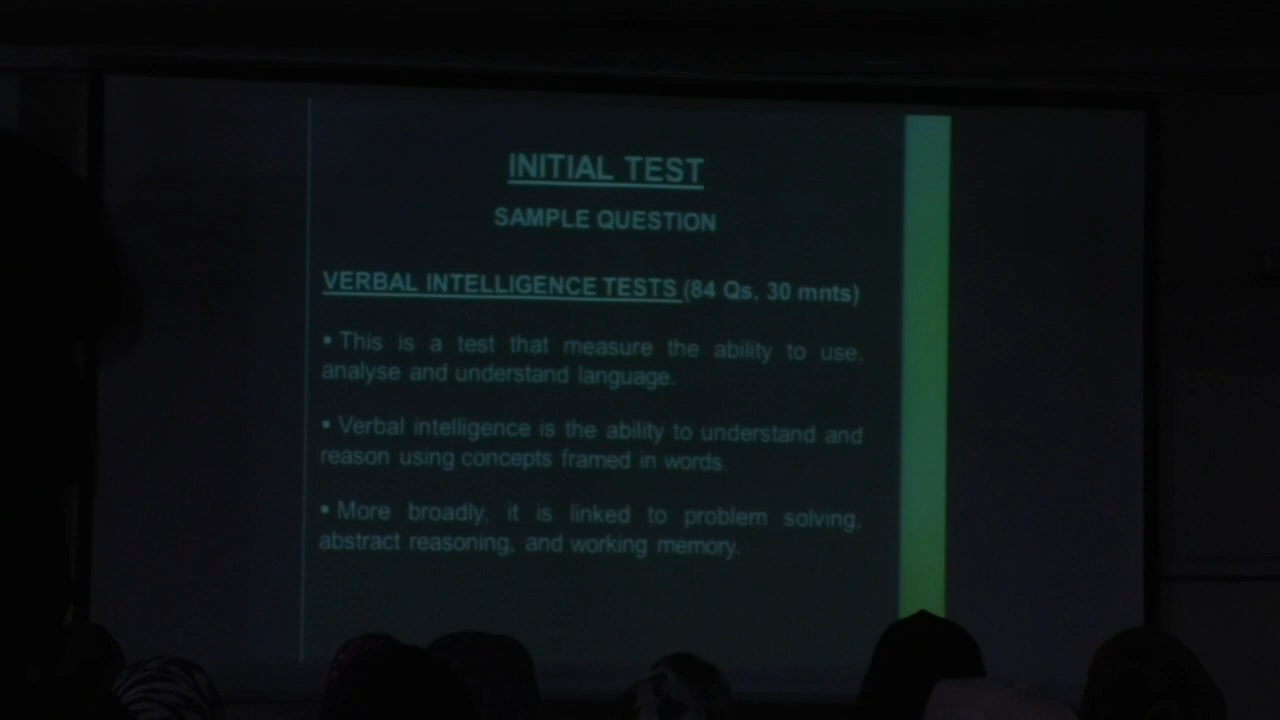 INITIAL TEST
SAMPLE QUESTION
VERBAL INTELLIGENCE TESTS (84 Qs, 30 mnts)
▪ This is a test that measure the ability to use,
analyse and understand language.
▪ Verbal intelligence is the ability to understand and
reason using concepts framed in words.
▪ More broadly, it is linked to problem solving,
abstract reasoning, and working memory.